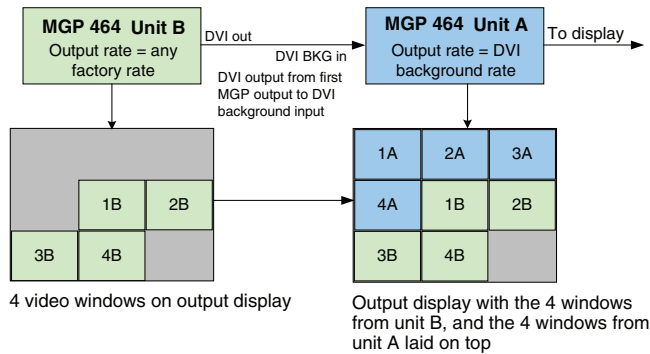 MGP 464 Unit B
Output rate = any
factory rate
DVI out
DVI BKG in
DVI output from first
MGP output to DVI
background input
MGP 464 Unit A
Output rate = DVI
background rate
To display
1B
2B
3B
4B
1A
2A
3A
4A
1B
2B
3B
4B
4 video windows on output display
Output display with the 4 windows
from unit B, and the 4 windows from
unit A laid on top